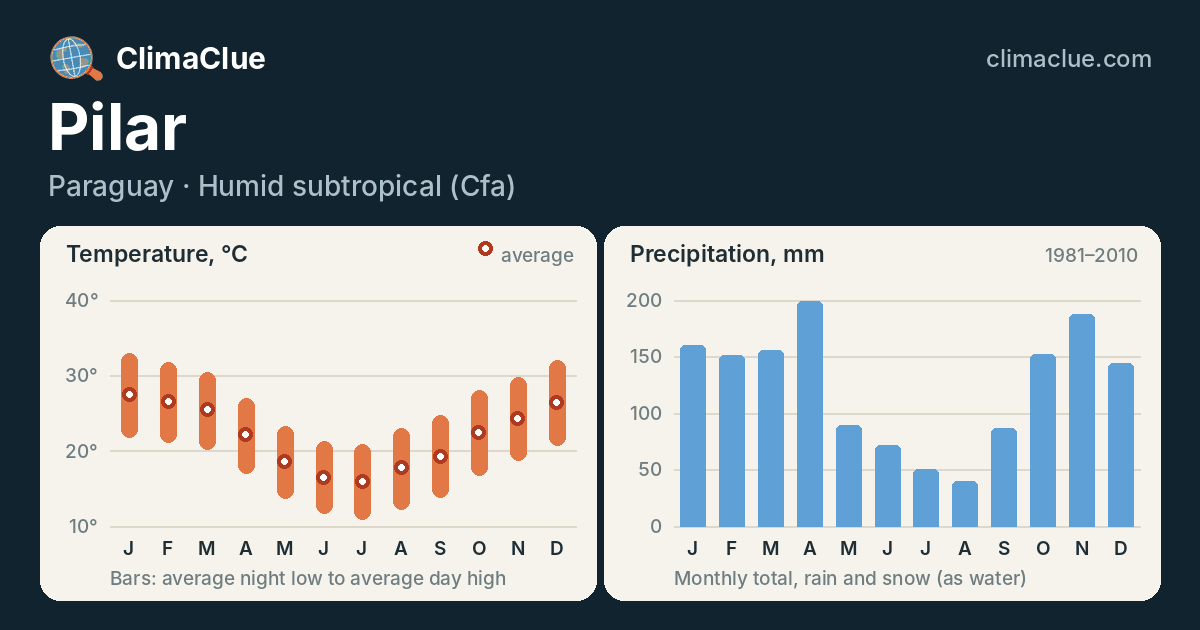 ClimaClue
climaclue.com
Pilar
Paraguay · Humid subtropical (Cfa)
Temperature, °C
average
40°
30°
20°
10°
J F M A M J J A S O N D
Bars: average night low to average day high
Precipitation, mm
1981–2010
200
150
100
50
0
J F M A M J J A S O N D
Monthly total, rain and snow (as water)